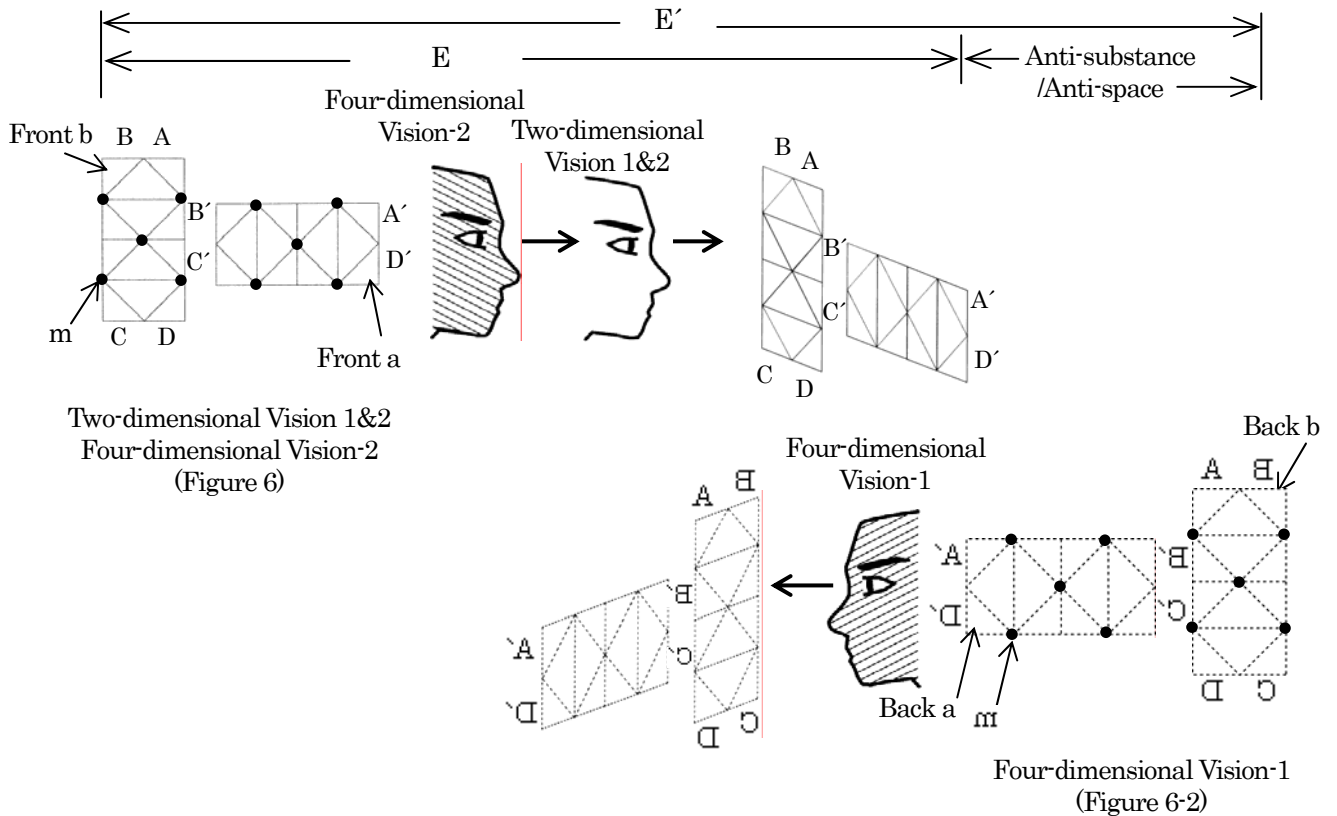 E´
E
Anti-substance
/Anti-space
Four-dimensional
Vision-2
Two-dimensional
Vision 1&2
Front b
B A
B´
C´
A´
D´
m
C D
Front a
B
A
B´
C´
A´
D´
C
D
Two-dimensional Vision 1&2
Four-dimensional Vision-2
(Figure 6)
Four-dimensional
Vision-1
Back b
A B
A B
A´
D´
B´
C´
A´
D´
B´
C´
D C
D C
Back a
m
Four-dimensional Vision-1
(Figure 6-2)